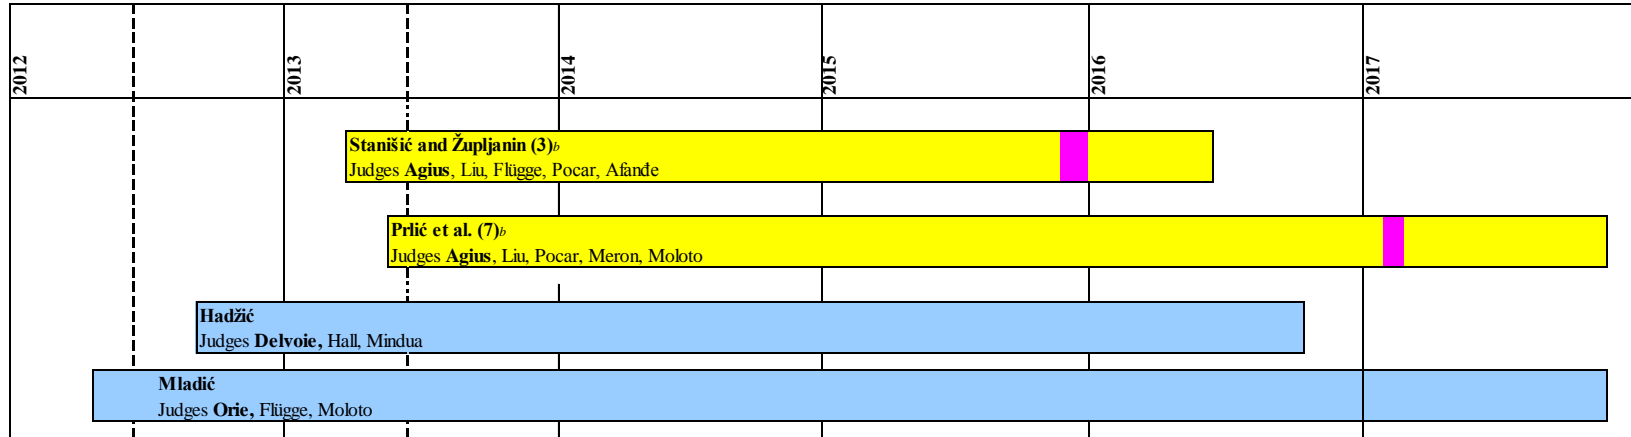 2012
2013
2014
2015
2016
2017
Stanišić and Župljanin (3)b
Judges Agius, Liu, Flügge, Pocar, Afanđe
Prlić et al. (7)b
Judges Agius, Liu, Pocar, Meron, Moloto
Hadžić
Judges Delvoie, Hall, Mindua
Mladić
Judges Orie, Flügge, Moloto